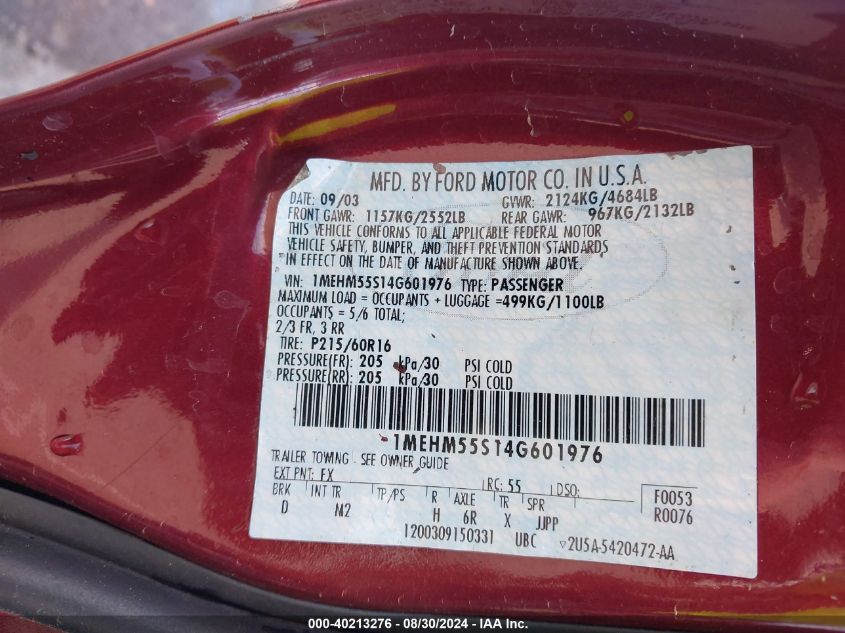 MFD. BY FORD MOTOR CO. IN U.S.A.
DATE: 09/03 GVWR: 2124KG/4684LB
FRONT GAWR: 1157KG/2552LB REAR GAWR: 967KG/2132LB
THIS VEHICLE CONFORMS TO ALL APPLICABLE FEDERAL MOTOR
VEHICLE SAFETY, BUMPER, AND THEFT PREVENTION STANDARDS
IN EFFECT ON THE DATE OF MANUFACTURE SHOWN ABOVE.
VIN: 1MEHM55S14G601976 TYPE: PASSENGER
MAXIMUM LOAD = OCCUPANTS + LUGGAGE =499KG/1100LB
OCCUPANTS = 5/6 TOTAL;
2/3 FR, 3 RR
TIRE: P215/60R16
PRESSURE(FR): 205 kPa/30 PSI COLD
PRESSURE(RR): 205 kPa/30 PSI COLD
1MEHM55S14G601976
TRAILER TOWING - SEE OWNER GUIDE
EXT PNT: FX RC: 55 DSO: F0053
BRK INT TR TP/PS R AXLE TR SPR R0076
D M2 H 6R X JJPP
1200309150331 UBC ▽2U5A-5420472-AA
000-40213276 - 08/30/2024 - IAAI.com